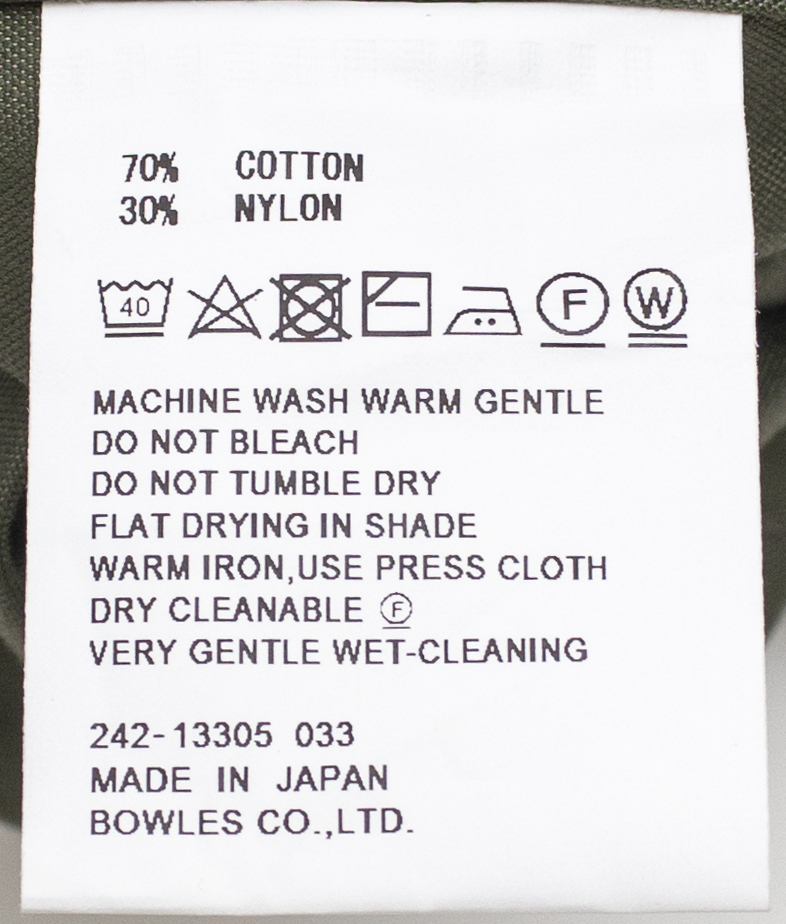 70% COTTON
30% NYLON
40 F W
MACHINE WASH WARM GENTLE
DO NOT BLEACH
DO NOT TUMBLE DRY
FLAT DRYING IN SHADE
WARM IRON,USE PRESS CLOTH
DRY CLEANABLE Ⓕ
VERY GENTLE WET-CLEANING
242-13305 033
MADE IN JAPAN
BOWLES CO.,LTD.